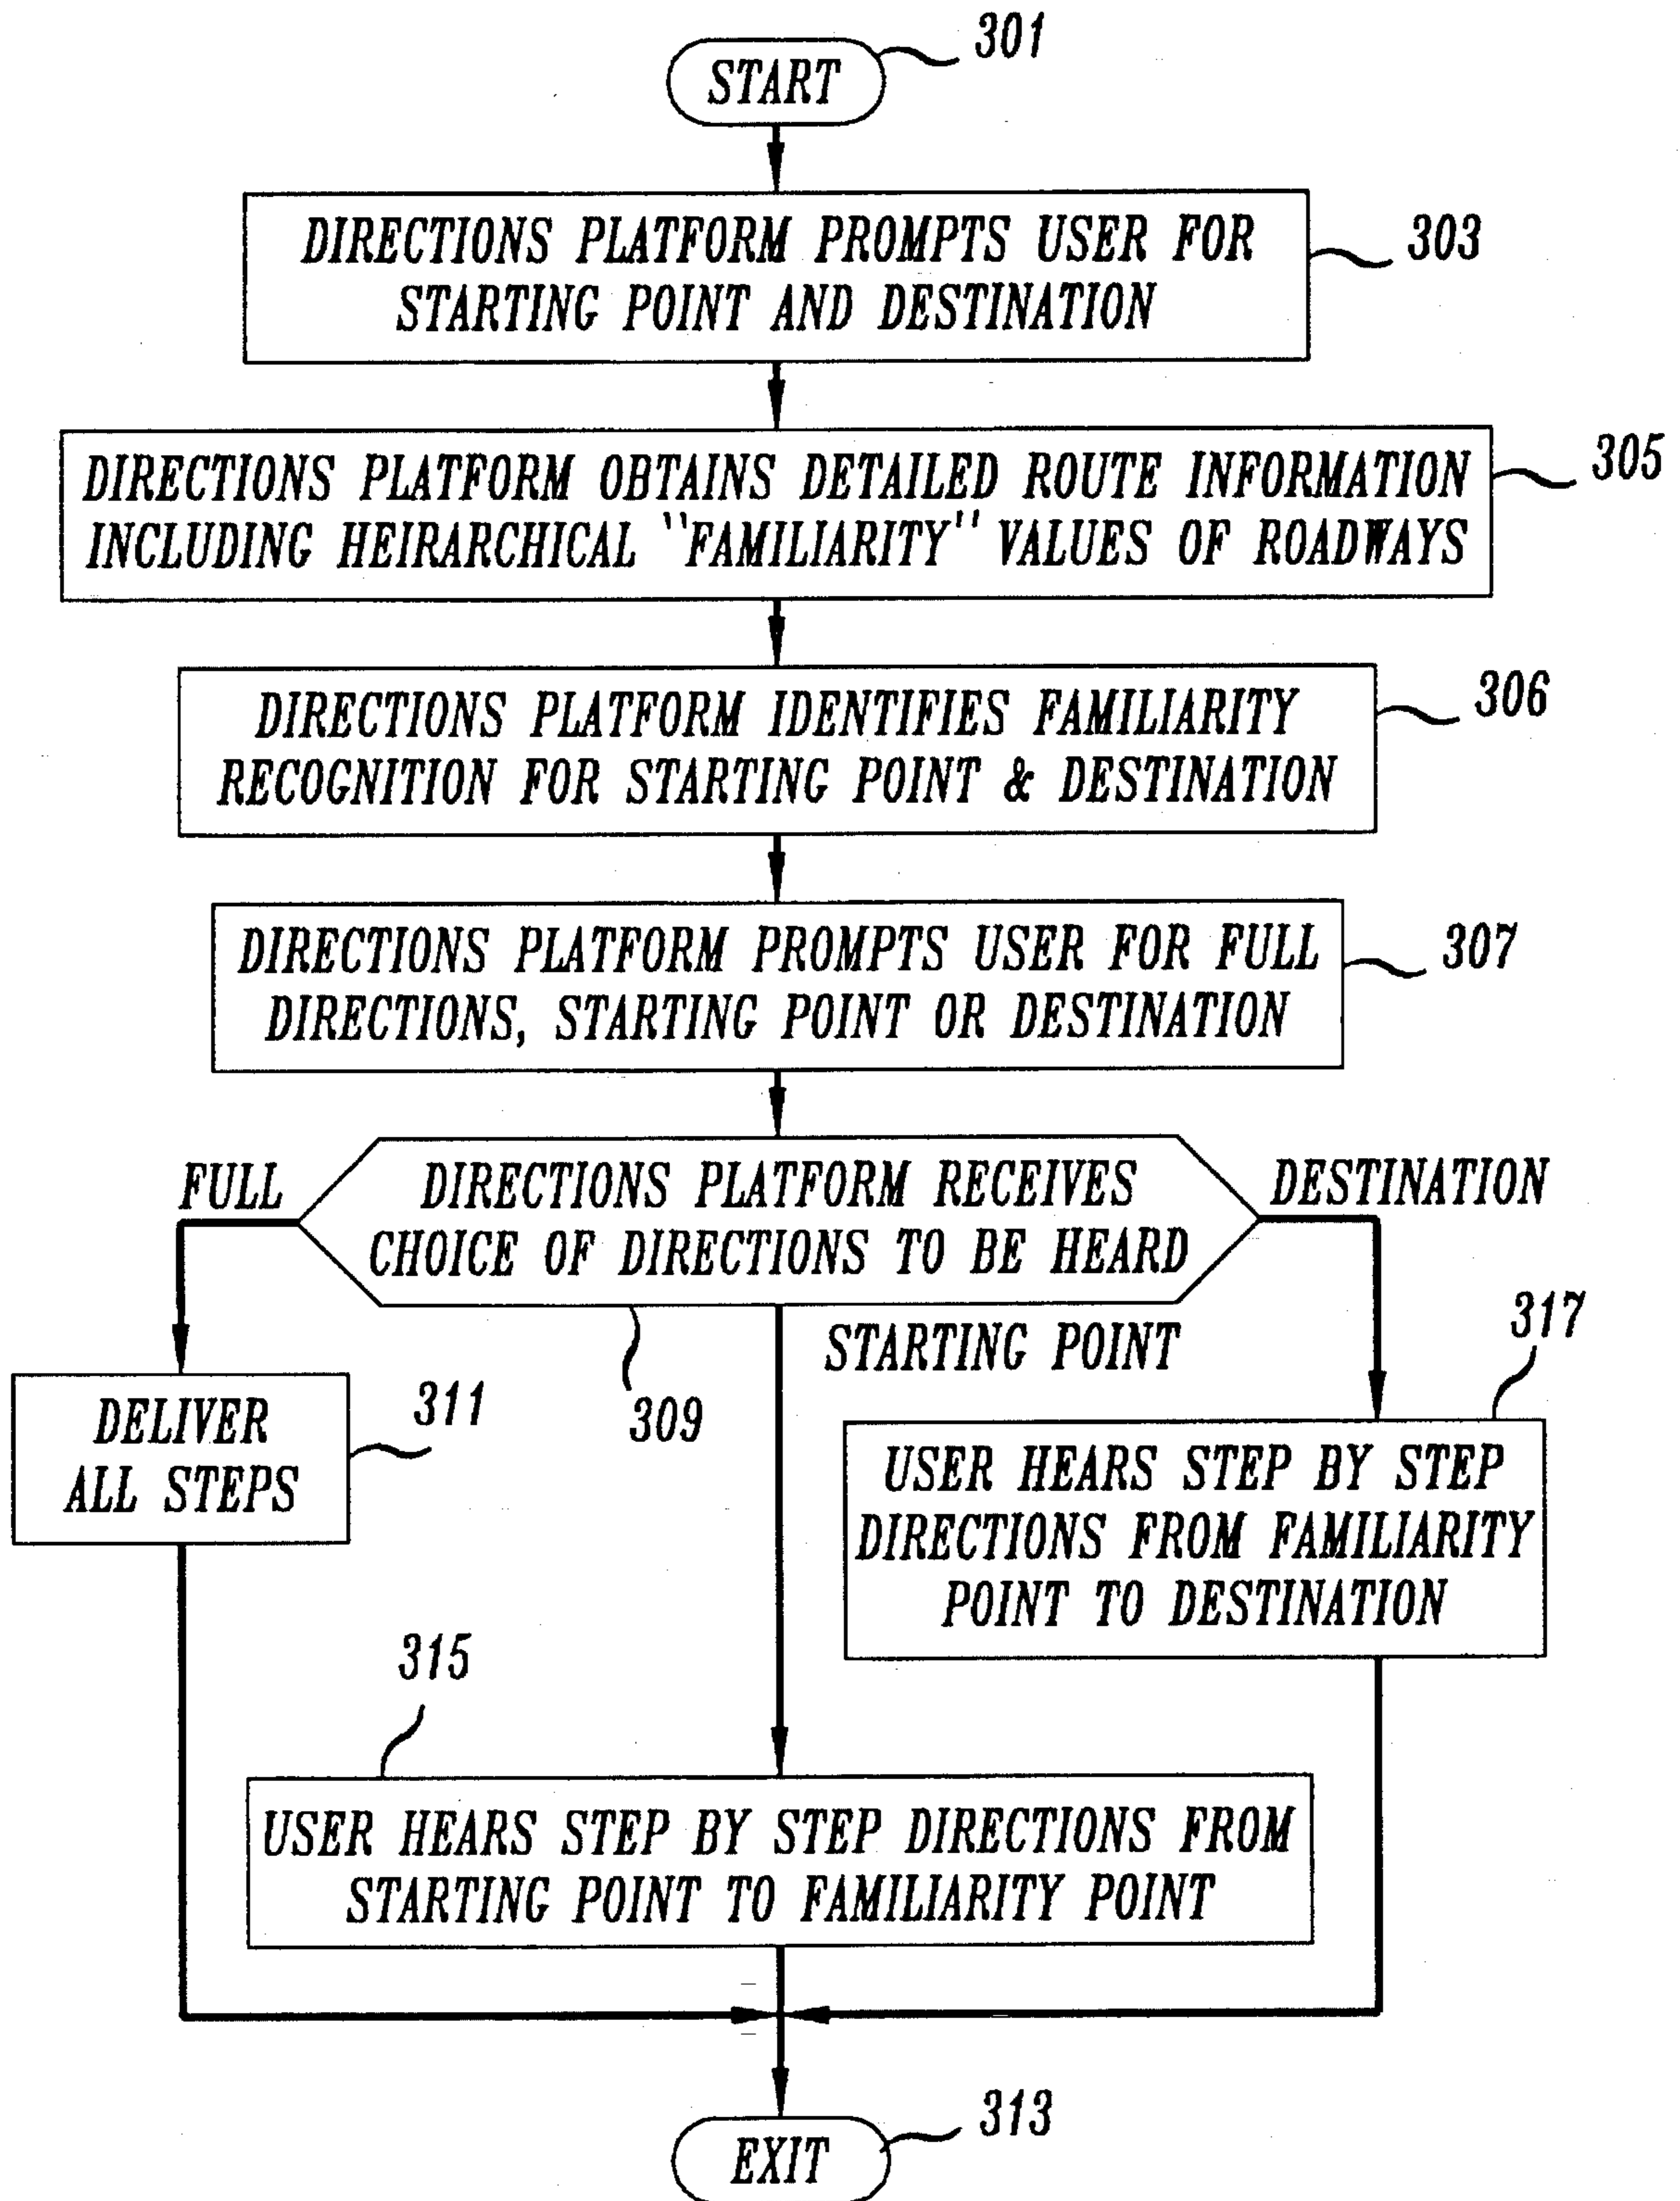 301
START
DIRECTIONS PLATFORM PROMPTS USER FOR
STARTING POINT AND DESTINATION
303
DIRECTIONS PLATFORM OBTAINS DETAILED ROUTE INFORMATION
INCLUDING HEIRARCHICAL "FAMILIARITY" VALUES OF ROADWAYS
305
DIRECTIONS PLATFORM IDENTIFIES FAMILIARITY
RECOGNITION FOR STARTING POINT & DESTINATION
306
DIRECTIONS PLATFORM PROMPTS USER FOR FULL
DIRECTIONS, STARTING POINT OR DESTINATION
307
FULL
DIRECTIONS PLATFORM RECEIVES
CHOICE OF DIRECTIONS TO BE HEARD
DESTINATION
309
STARTING POINT
317
DELIVER
ALL STEPS
311
USER HEARS STEP BY STEP
DIRECTIONS FROM FAMILIARITY
POINT TO DESTINATION
315
USER HEARS STEP BY STEP DIRECTIONS FROM
STARTING POINT TO FAMILIARITY POINT
313
EXIT